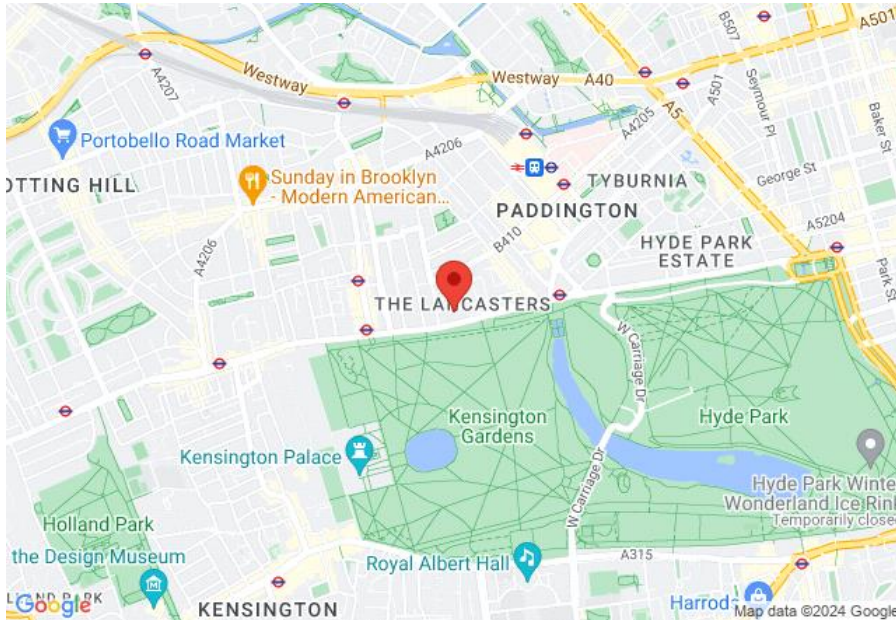 A501
B507
A4207
Westway
Westway
A40
A501
A5
Seymour Pl
Baker St
A4205
A4206
Portobello Road Market
Sunday in Brooklyn
- Modern American...
OTTING HILL
TYBURNIA
George St
PADDINGTON
A5204
B410
A4206
HYDE PARK
ESTATE
Park St
THE LANCASTERS
W Carriage Dr
Kensington
Gardens
Hyde Park
Kensington Palace
W Carriage Dr
Hyde Park Winte
Wonderland Ice Rink
Temporarily close
Holland Park
the Design Museum
Royal Albert Hall
A315
LLAND PARK
Google
KENSINGTON
Harrods
Map data ©2024 Google